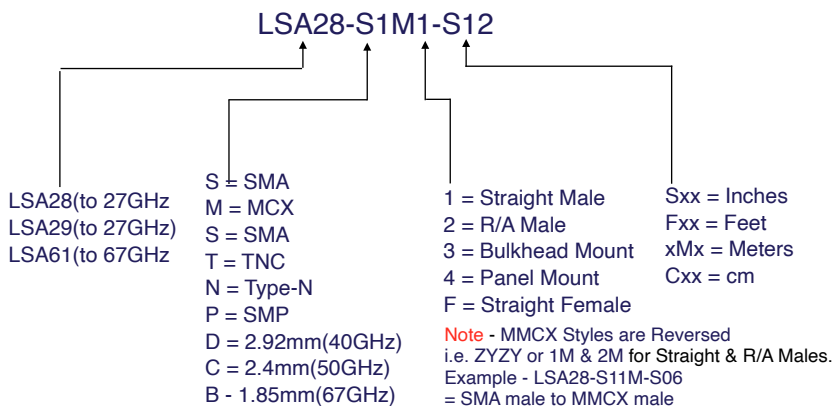 LSA28-S1M1-S12
LSA28(to 27GHz
LSA29(to 27GHz)
LSA61(to 67GHz
S = SMA
M = MCX
S = SMA
T = TNC
N = Type-N
P = SMP
D = 2.92mm(40GHz)
C = 2.4mm(50GHz)
B - 1.85mm(67GHz)
1 = Straight Male
2 = R/A Male
3 = Bulkhead Mount
4 = Panel Mount
F = Straight Female
Note - MMCX Styles are Reversed
i.e. ZYZY or 1M & 2M for Straight & R/A Males.
Example - LSA28-S11M-S06
= SMA male to MMCX male
Sxx = Inches
Fxx = Feet
xMx = Meters
Cxx = cm